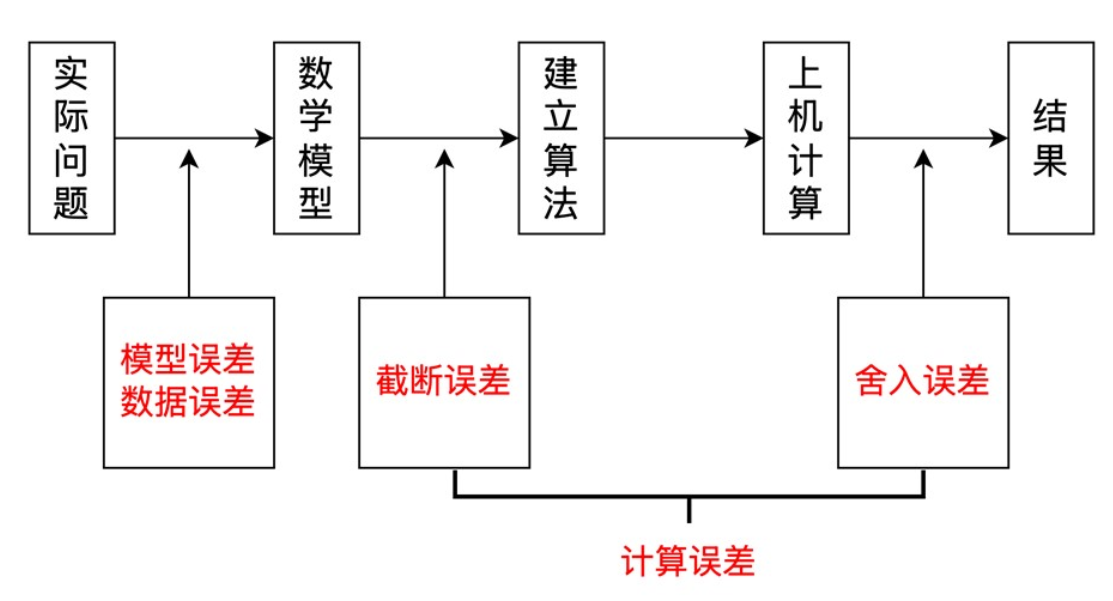 实际问题
数学模型
建立算法
上机计算
结果
模型误差
数据误差
截断误差
舍入误差
计算误差